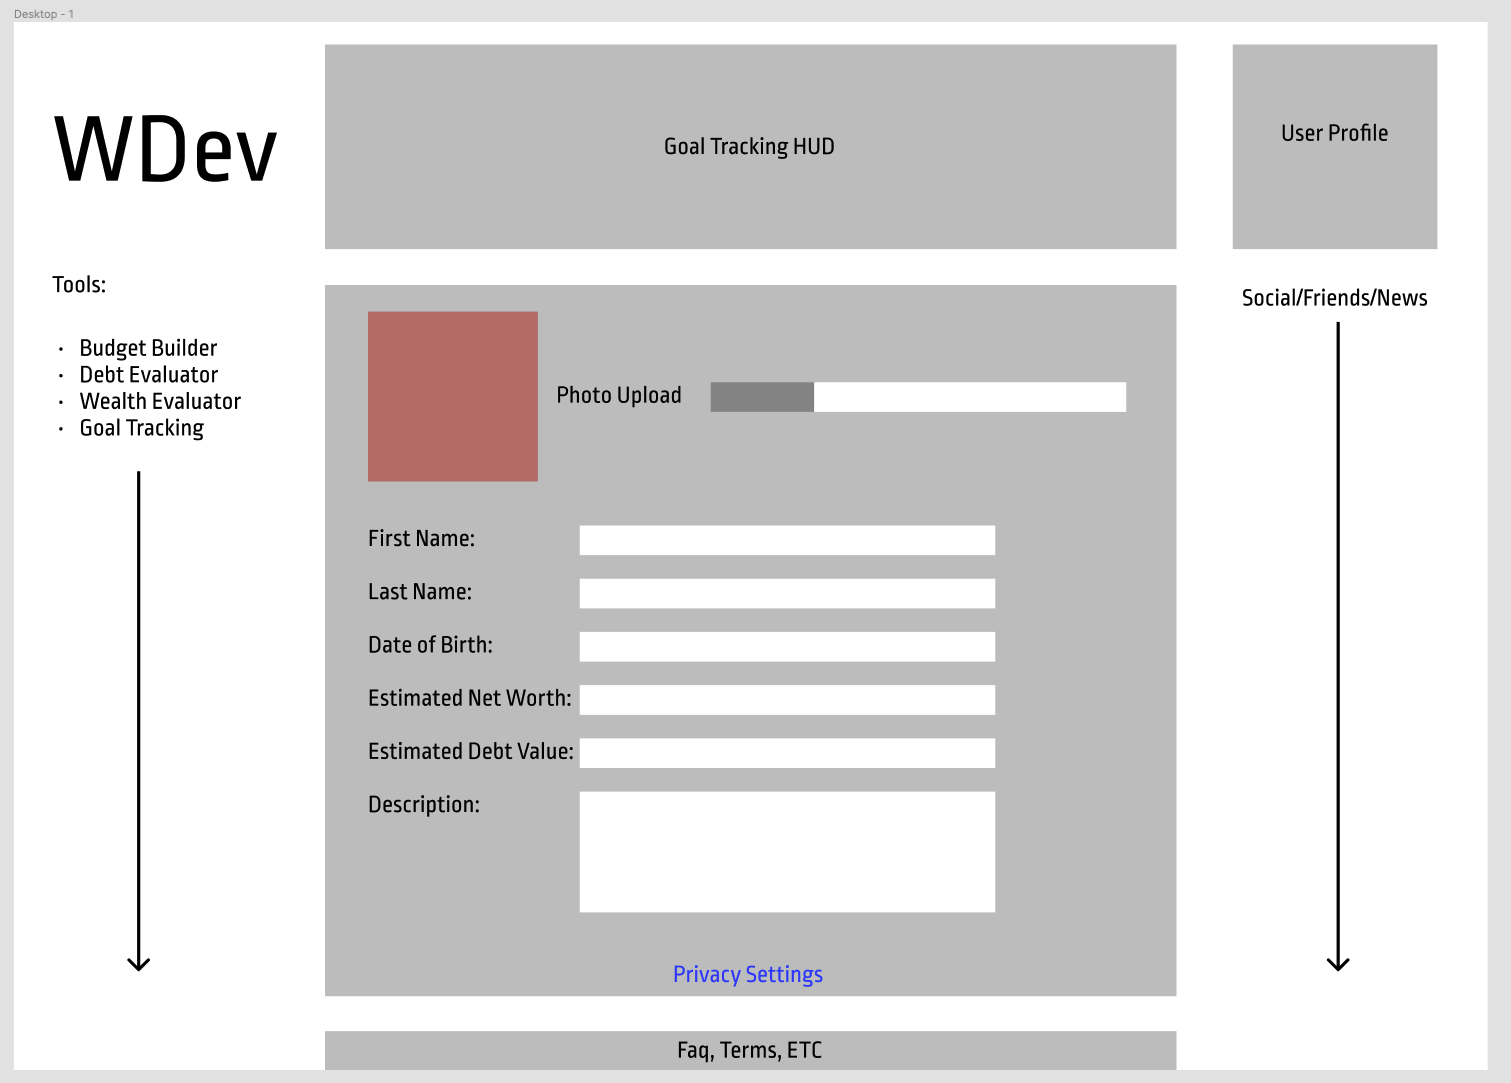 Desktop - 1
WDev
Goal Tracking HUD
User Profile
Tools:
· Budget Builder
· Debt Evaluator
· Wealth Evaluator
· Goal Tracking
Social/Friends/News
Photo Upload
First Name:
Last Name:
Date of Birth:
Estimated Net Worth:
Estimated Debt Value:
Description:
Privacy Settings
Faq, Terms, ETC